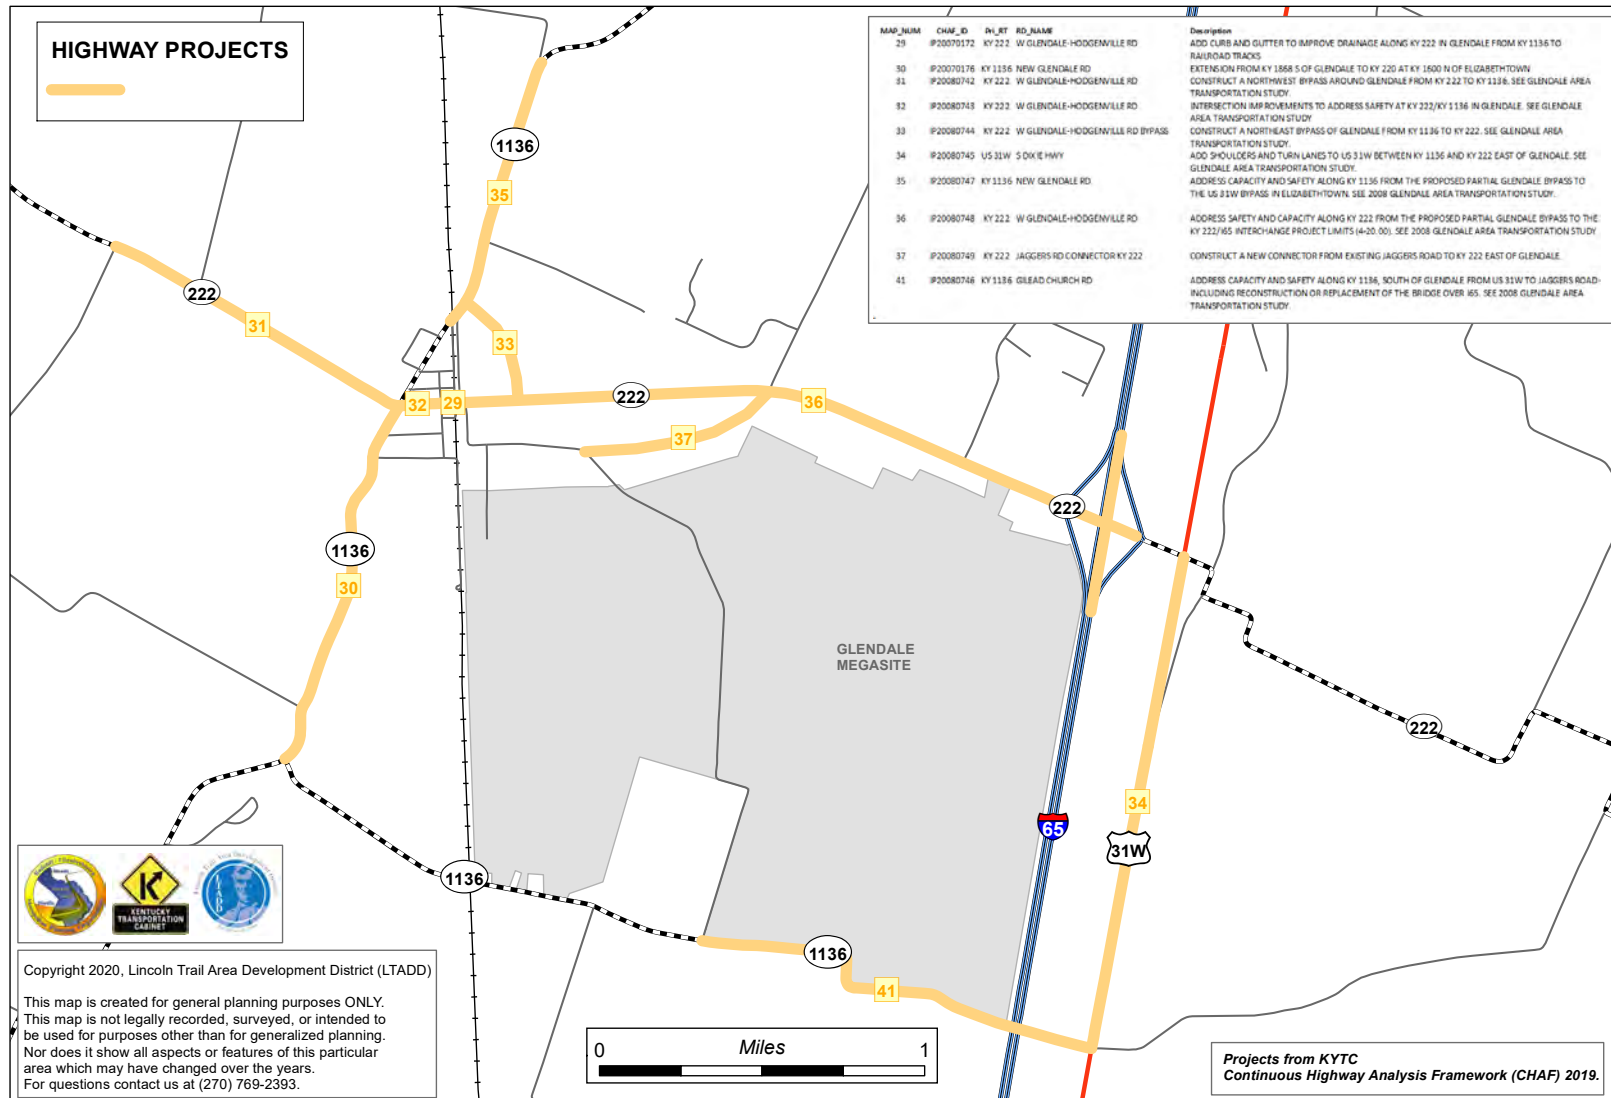 HIGHWAY PROJECTS
MAP_NUM CHAF_ID Pri_RT RD_NAME Description
29 IP20070172 KY 222 W GLENDALE-HODGENVILLE RD ADD CURB AND GUTTER TO IMPROVE DRAINAGE ALONG KY 222 IN GLENDALE FROM KY 1136 TO
RAILROAD TRACKS
30 IP20070176 KY 1136 NEW GLENDALE RD EXTENSION FROM KY 1868 S OF GLENDALE TO KY 220 AT KY 1600 N OF ELIZABETHTOWN
31 IP20080742 KY 222 W GLENDALE-HODGENVILLE RD CONSTRUCT A NORTHWEST BYPASS AROUND GLENDALE FROM KY 222 TO KY 1136. SEE GLENDALE AREA
TRANSPORTATION STUDY.
32 IP20080743 KY 222 W GLENDALE-HODGENVILLE RD INTERSECTION IMPROVEMENTS TO ADDRESS SAFETY AT KY 222/KY 1136 IN GLENDALE. SEE GLENDALE
AREA TRANSPORTATION STUDY
33 IP20080744 KY 222 W GLENDALE-HODGENVILLE RD BYPASS CONSTRUCT A NORTHEAST BYPASS OF GLENDALE FROM KY 1136 TO KY 222. SEE GLENDALE AREA
TRANSPORTATION STUDY.
34 IP20080745 US 31W S DIXIE HWY ADD SHOULDERS AND TURN LANES TO US 31W BETWEEN KY 1136 AND KY 222 EAST OF GLENDALE. SEE
GLENDALE AREA TRANSPORTATION STUDY.
35 IP20080747 KY 1136 NEW GLENDALE RD ADDRESS CAPACITY AND SAFETY ALONG KY 1136 FROM THE PROPOSED PARTIAL GLENDALE BYPASS TO
THE US 31W BYPASS IN ELIZABETHTOWN. SEE 2008 GLENDALE AREA TRANSPORTATION STUDY.
36 IP20080748 KY 222 W GLENDALE-HODGENVILLE RD ADDRESS SAFETY AND CAPACITY ALONG KY 222 FROM THE PROPOSED PARTIAL GLENDALE BYPASS TO THE
KY 222/I65 INTERCHANGE PROJECT LIMITS (4-20.00). SEE 2008 GLENDALE AREA TRANSPORTATION STUDY
37 IP20080749 KY 222 JAGGERS RD CONNECTOR KY 222 CONSTRUCT A NEW CONNECTOR FROM EXISTING JAGGERS ROAD TO KY 222 EAST OF GLENDALE.
41 IP20080746 KY 1136 GILEAD CHURCH RD ADDRESS CAPACITY AND SAFETY ALONG KY 1136, SOUTH OF GLENDALE FROM US 31W TO JAGGERS ROAD-
INCLUDING RECONSTRUCTION OR REPLACEMENT OF THE BRIDGE OVER I65. SEE 2008 GLENDALE AREA
TRANSPORTATION STUDY.
1136
35
222
31
33
32
29
222
36
37
222
1136
30
GLENDALE
MEGASITE
222
34
65
31W
1136
1136
41
KENTUCKY
TRANSPORTATION
CABINET
LTADD
Copyright 2020, Lincoln Trail Area Development District (LTADD)
This map is created for general planning purposes ONLY.
This map is not legally recorded, surveyed, or intended to
be used for purposes other than for generalized planning.
Nor does it show all aspects or features of this particular
area which may have changed over the years.
For questions contact us at (270) 769-2393.
0 Miles 1
Projects from KYTC
Continuous Highway Analysis Framework (CHAF) 2019.